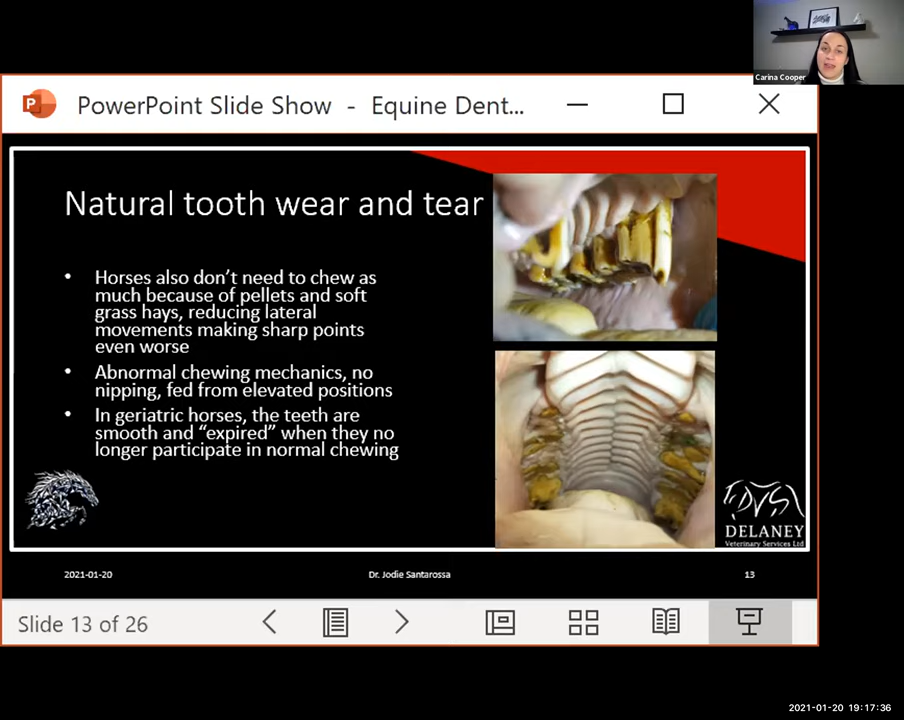 Carina Cooper
PowerPoint Slide Show - Equine Dent...
Natural tooth wear and tear
• Horses also don't need to chew as
much because of pellets and soft
grass hays, reducing lateral
movements making sharp points
even worse
• Abnormal chewing mechanics, no
nipping, fed from elevated positions
• In geriatric horses, the teeth are
smooth and “expired” when they no
longer participate in normal chewing
DVS
DELANEY
Veterinary Services Ltd
2021-01-20
Dr. Jodie Santarossa
13
Slide 13 of 26
2021-01-20 19:17:36